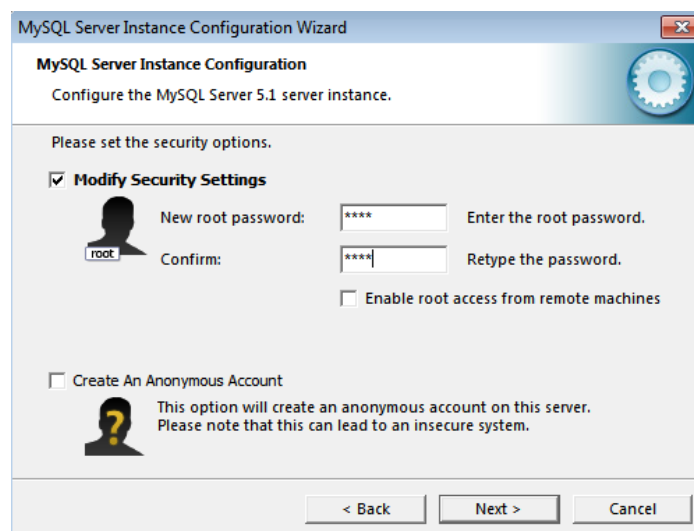 MySQL Server Instance Configuration Wizard
MySQL Server Instance Configuration
Configure the MySQL Server 5.1 server instance.
Please set the security options.
Modify Security Settings
New root password: **** Enter the root password.
root
Confirm: **** Retype the password.
Enable root access from remote machines
Create An Anonymous Account
?
This option will create an anonymous account on this server.
Please note that this can lead to an insecure system.
< Back Next > Cancel